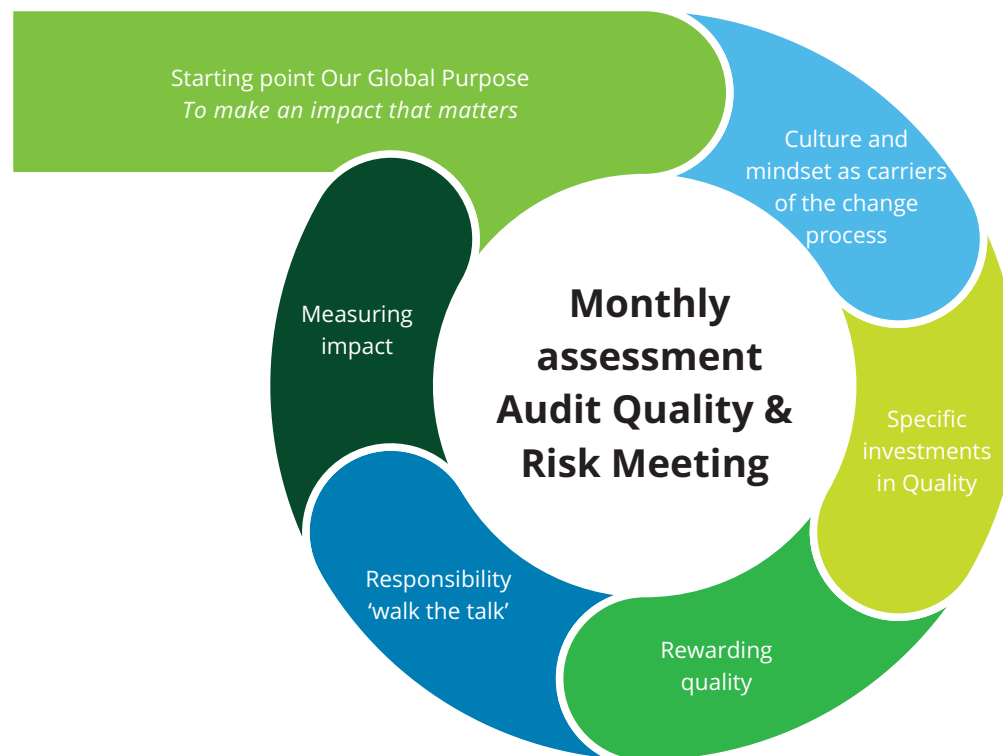 Starting point Our Global Purpose
To make an impact that matters
Culture and
mindset as carriers
of the change
process
Specific
investments
in Quality
Rewarding
quality
Responsibility
‘walk the talk’
Measuring
impact
Monthly
assessment
Audit Quality &
Risk Meeting